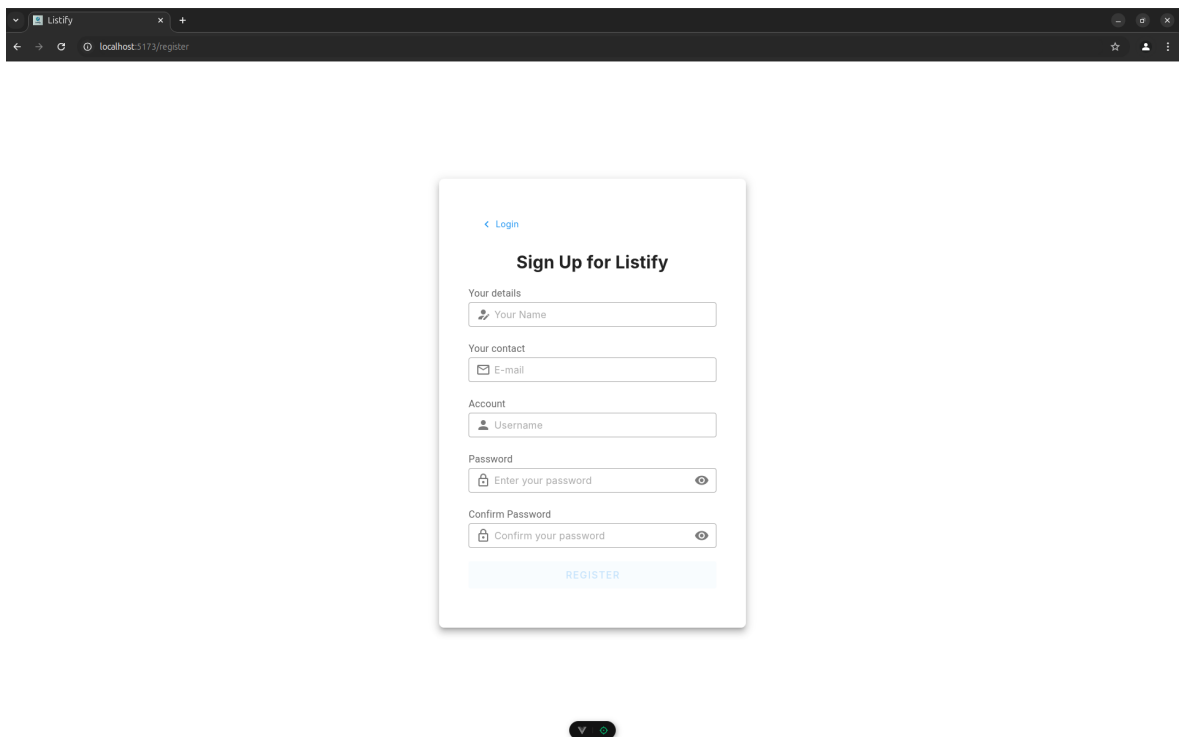 Listify
localhost:5173/register
Login
Sign Up for Listify
Your details
Your Name
Your contact
E-mail
Account
Username
Password
Enter your password
Confirm Password
Confirm your password
REGISTER